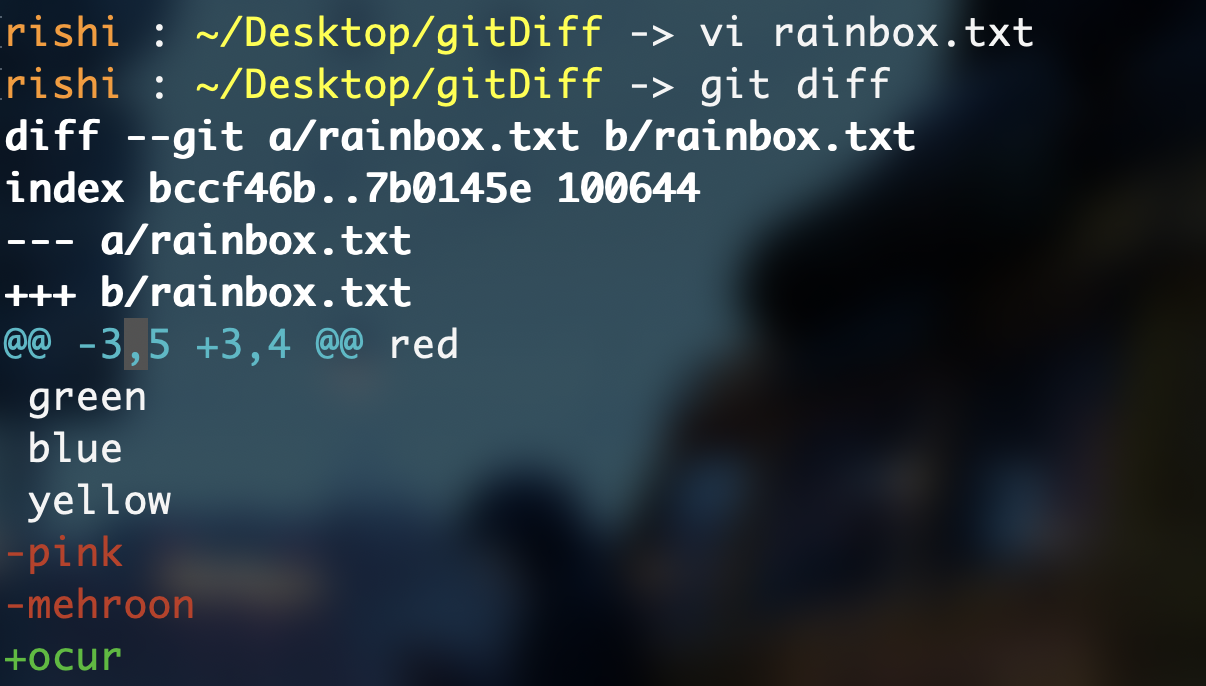 rishi : ~/Desktop/gitDiff -> vi rainbox.txt
rishi : ~/Desktop/gitDiff -> git diff
diff --git a/rainbox.txt b/rainbox.txt
index bccf46b..7b0145e 100644
--- a/rainbox.txt
+++ b/rainbox.txt
@@ -3,5 +3,4 @@ red
 green
 blue
 yellow
-pink
-mehroon
+ocur